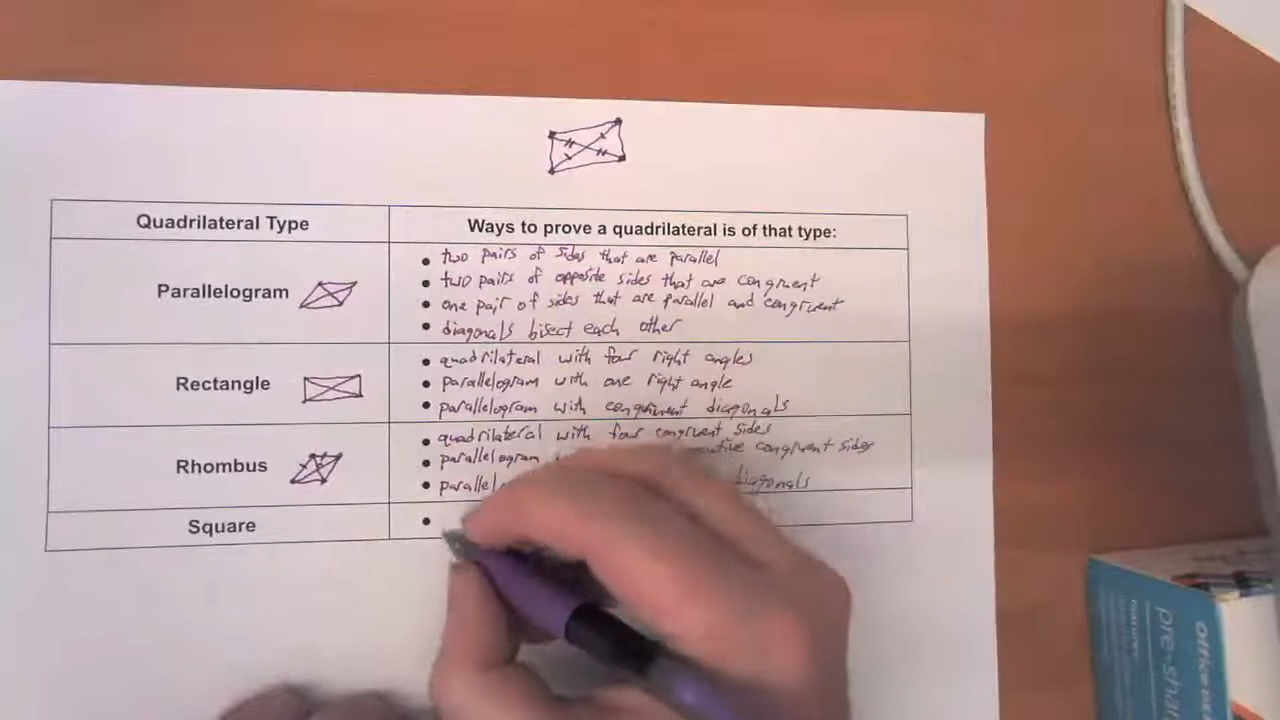 Quadrilateral Type
Ways to prove a quadrilateral is of that type:
Parallelogram
• two pairs of sides that are parallel
• two pairs of opposite sides that are congruent
• one pair of sides that are parallel and congruent
• diagonals bisect each other
Rectangle
• quadrilateral with four right angles
• parallelogram with one right angle
• parallelogram with congruent diagonals
Rhombus
• quadrilateral with four congruent sides
• parallelogram congruent sides
• diagonals
Square
•
Office DE
pre-sha